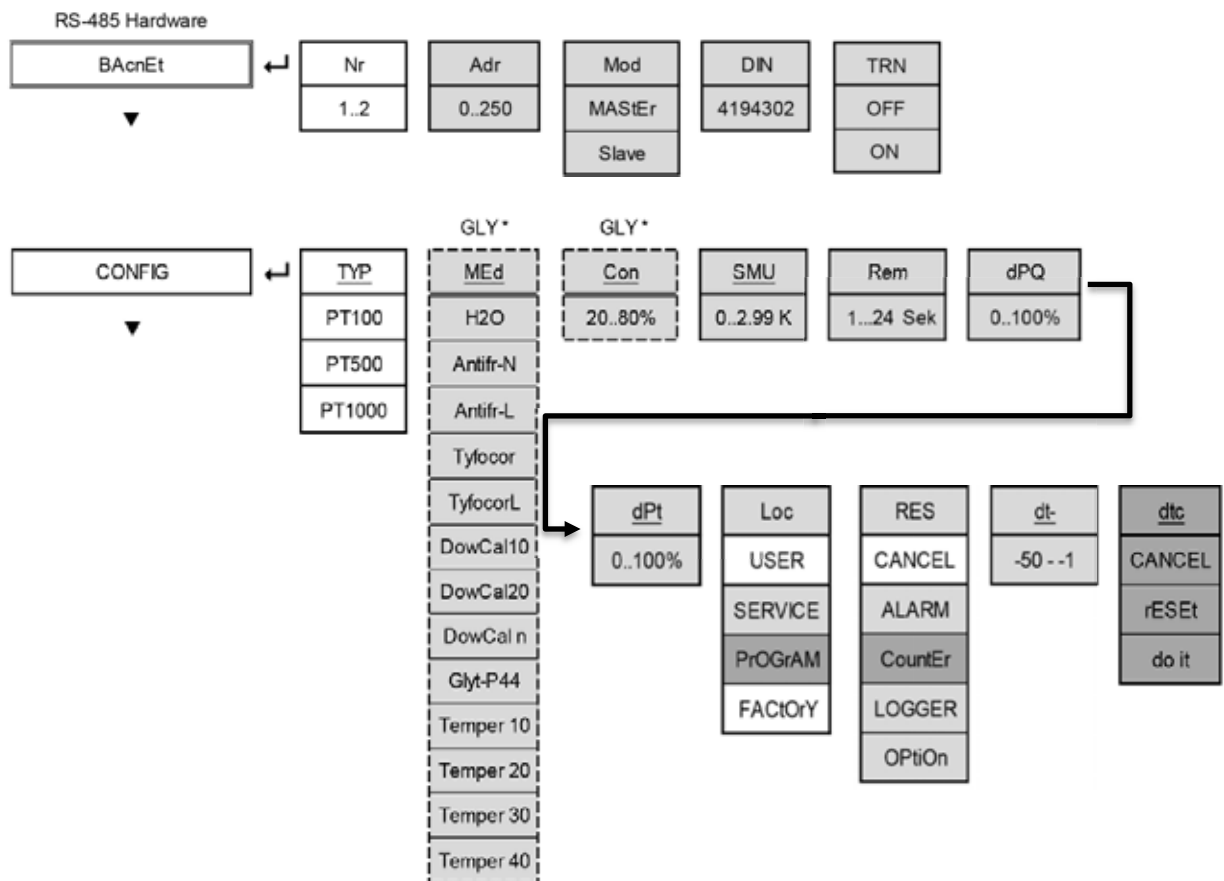 RS-485 Hardware
BAcnEt
Nr
1..2
Adr
0..250
Mod
MAStEr
Slave
DIN
4194302
TRN
OFF
ON
CONFIG
TYP
PT100
PT500
PT1000
GLY*
MEd
H2O
Antifr-N
Antifr-L
Tyfocor
TyfocorL
DowCal10
DowCal20
DowCal n
Glyt-P44
Temper 10
Temper 20
Temper 30
Temper 40
GLY*
Con
20..80%
SMU
0..2.99 K
Rem
1...24 Sek
dPQ
0..100%
dPt
0..100%
Loc
USER
SERVICE
PrOGrAM
FACtOrY
RES
CANCEL
ALARM
CountEr
LOGGER
OPtiOn
dt-
-50 - -1
dtc
CANCEL
rESEt
do it